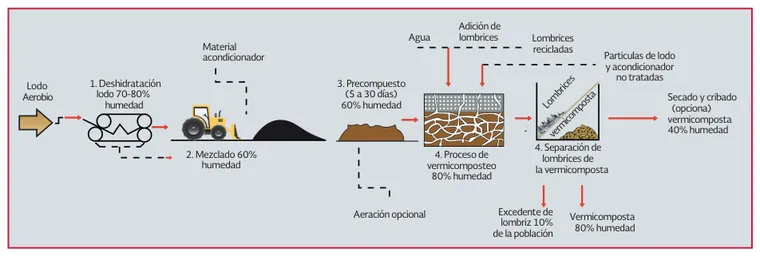 Lodo
Aerobio
1. Deshidratación
lodo 70-80%
humedad
Material
acondicionador
2. Mezclado 60%
humedad
3. Precompuesto
(5 a 30 días)
60% humedad
Aeración opcional
Agua
Adición de
lombrices
Lombrices
recicladas
Particulas de lodo
y acondicionador
no tratadas
4. Proceso de
vermicomposteo
80% humedad
Lombrices
vermicomposta
4. Separación de
lombrices de
la vermicomposta
Secado y cribado
(opciona)
vermicomposta
40% humedad
Excedente de
lombriz 10%
de la población
Vermicomposta
80% humedad